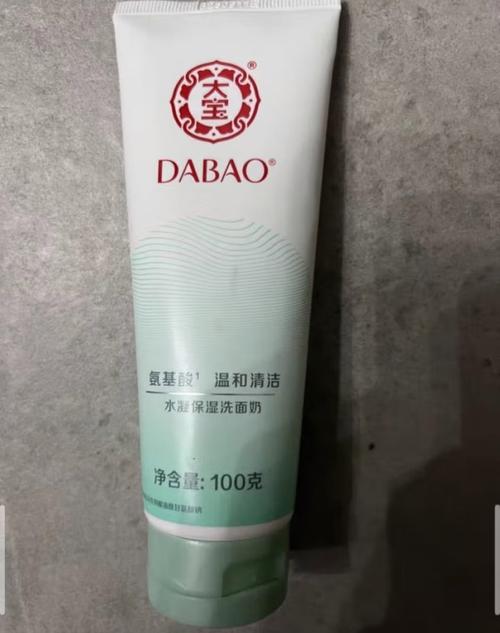 大宝
®
DABAO®
氨基酸¹ 温和清洁
水凝保湿洗面奶
净含量: 100克